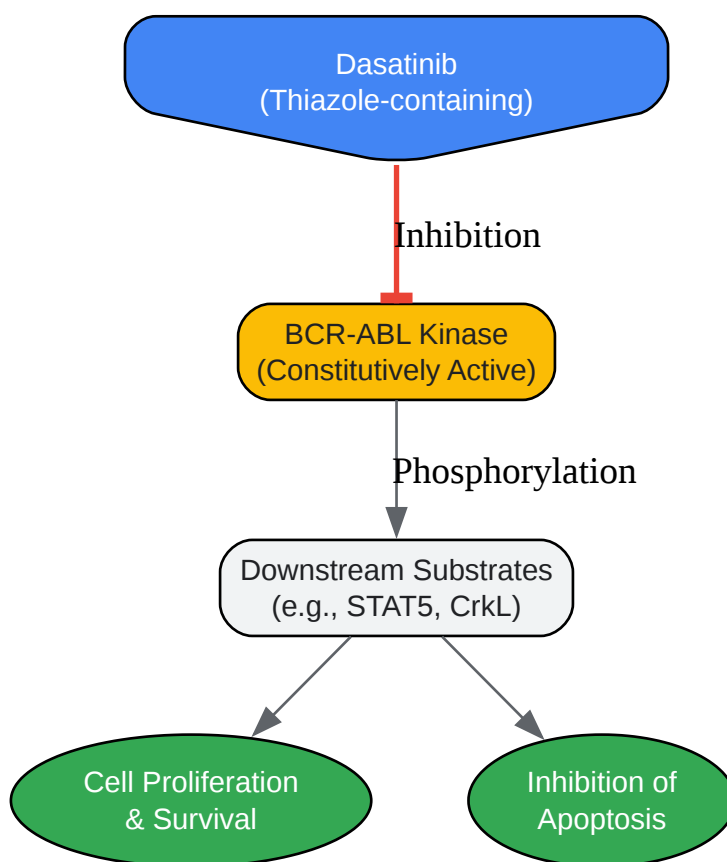 Dasatinib
(Thiazole-containing)
Inhibition
BCR-ABL Kinase
(Constitutively Active)
Phosphorylation
Downstream Substrates
(e.g., STAT5, CrkL)
Cell Proliferation
& Survival
Inhibition of
Apoptosis